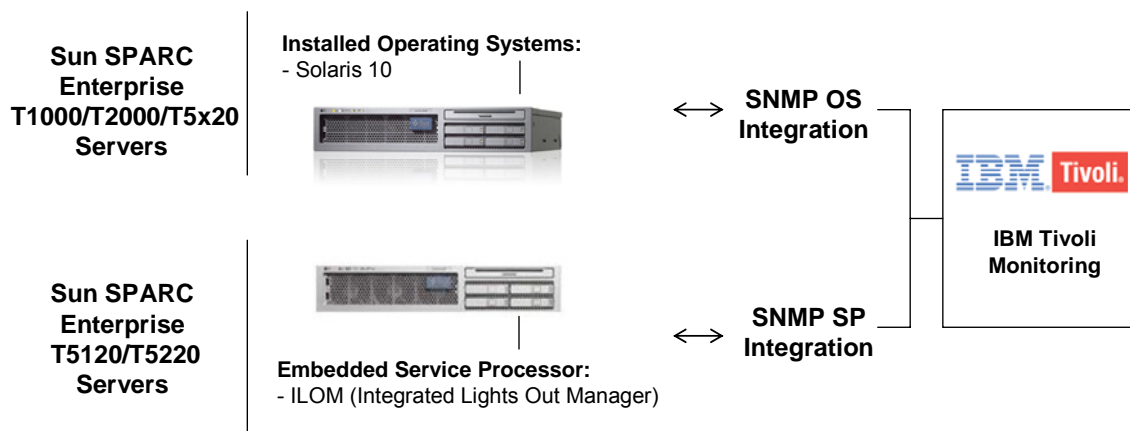 Sun SPARC
Enterprise
T1000/T2000/T5x20
Servers
Installed Operating Systems:
- Solaris 10
SNMP OS
Integration
IBM. Tivoli.
IBM Tivoli
Monitoring
Sun SPARC
Enterprise
T5120/T5220
Servers
Embedded Service Processor:
- ILOM (Integrated Lights Out Manager)
SNMP SP
Integration